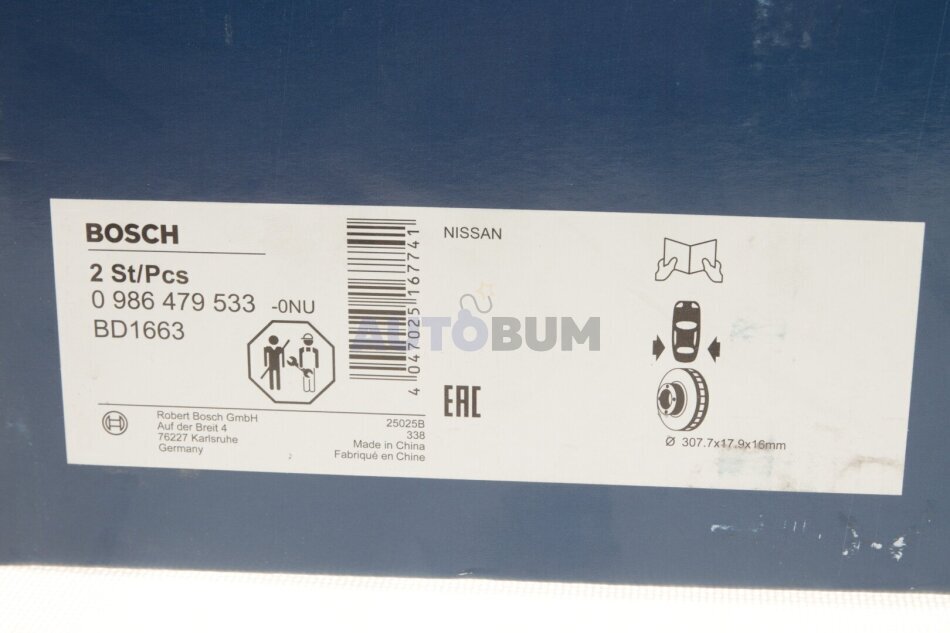 BOSCH
2 St/Pcs
0 986 479 533 -0NU
BD1663
Robert Bosch GmbH
Auf der Breit 4
76227 Karlsruhe
Germany
25025B
338
Made in China
Fabriqué en Chine
4 047025 167741
NISSAN
EAC
AUTOBUM
Ø 307.7x17.9x16mm